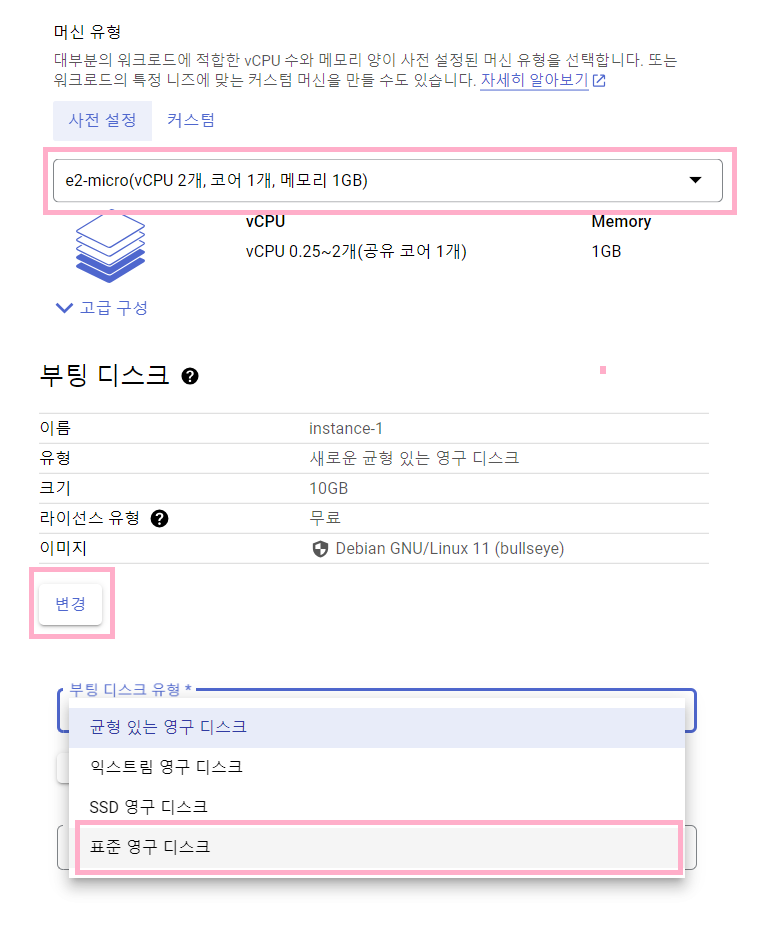 머신 유형
대부분의 워크로드에 적합한 vCPU 수와 메모리 양이 사전 설정된 머신 유형을 선택합니다. 또는
워크로드의 특정 니즈에 맞는 커스텀 머신을 만들 수도 있습니다. 자세히 알아보기
사전 설정 커스텀
e2-micro(vCPU 2개, 코어 1개, 메모리 1GB)
vCPU Memory
vCPU 0.25~2개(공유 코어 1개) 1GB
고급 구성
부팅 디스크
이름 instance-1
유형 새로운 균형 있는 영구 디스크
크기 10GB
라이선스 유형 무료
이미지 Debian GNU/Linux 11 (bullseye)
변경
부팅 디스크 유형 *
균형 있는 영구 디스크
익스트림 영구 디스크
SSD 영구 디스크
표준 영구 디스크